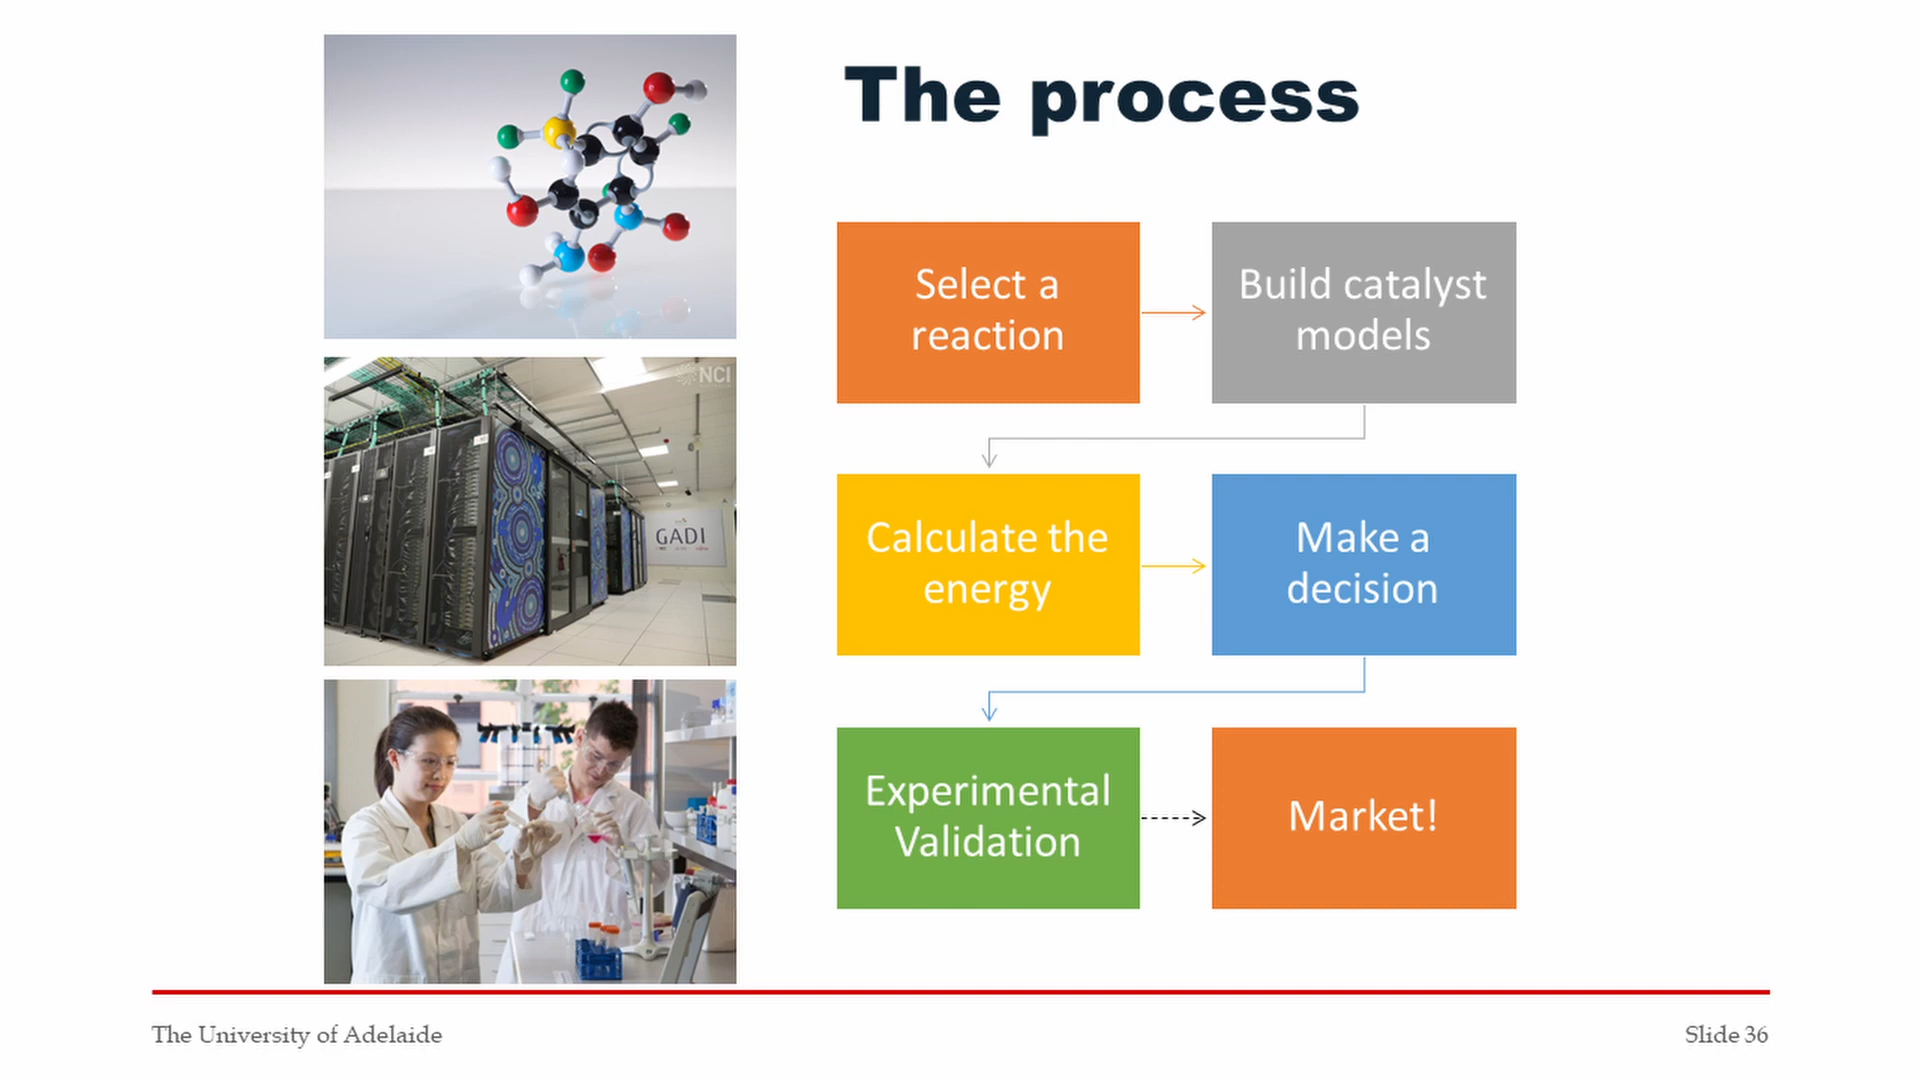 The process
Select a
reaction
Build catalyst
models
Calculate the
energy
Make a
decision
Experimental
Validation
Market!
NCI
GADI
The University of Adelaide
Slide 36